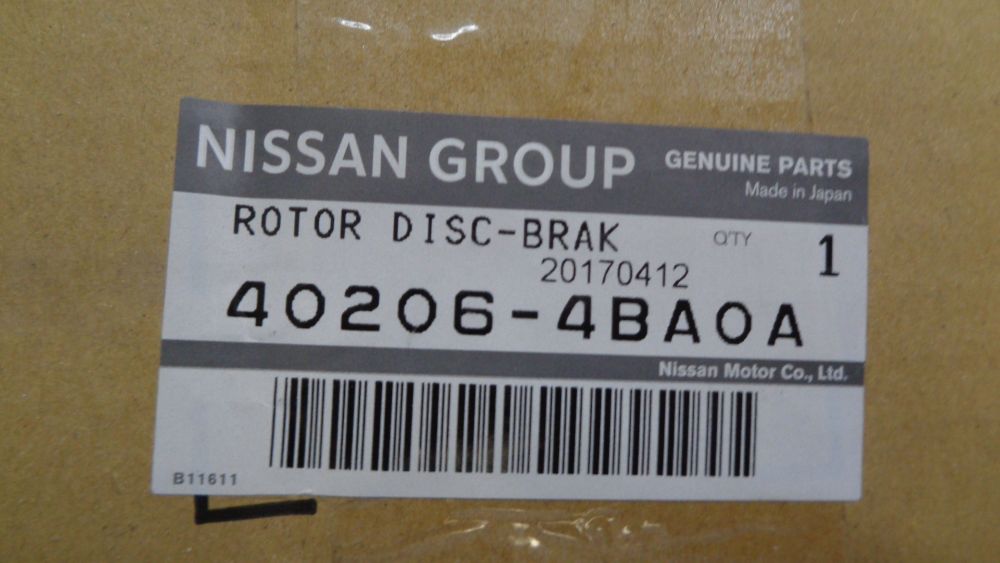 NISSAN GROUP GENUINE PARTS
Made in Japan
ROTOR DISC-BRAK Q'TY 1
20170412
40206-4BA0A
Nissan Motor Co., Ltd.
B11611